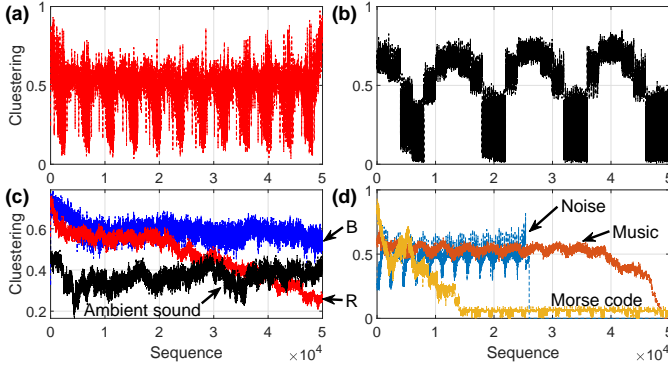 (a)
(b)
1
0.5
0
Cluestering
0 1 2 3 4 5
1
0.5
0
0 1 2 3 4 5
(c)
(d)
0.6
0.4
0.2
Clustering
B
R
Ambient sound
0 1 2 3 4 5
Sequence
×10⁴
1
0.5
0
Noise
Music
Morse code
0 1 2 3 4 5
Sequence
×10⁴